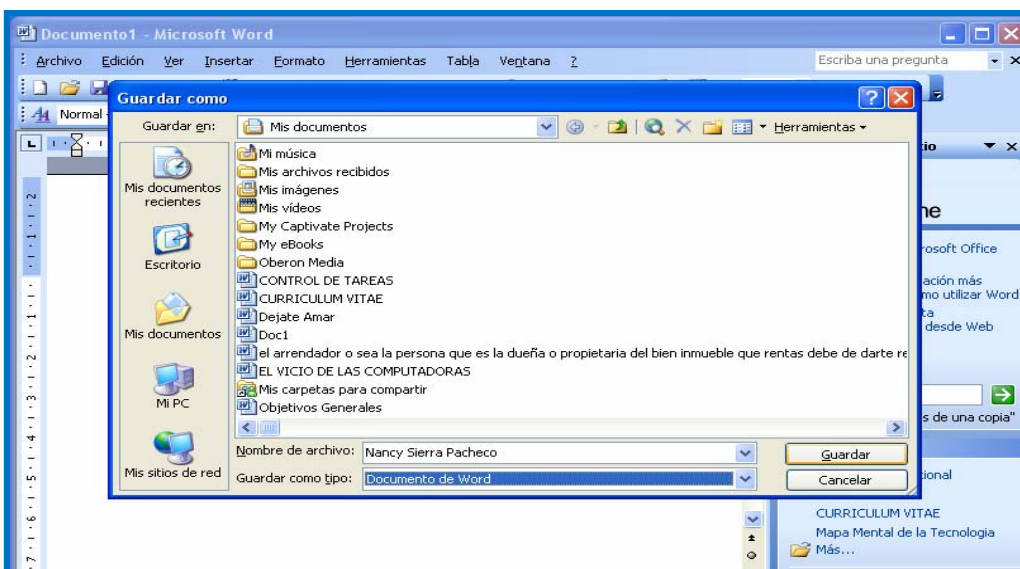 Documento1 - Microsoft Word
Archivo Edición Ver Insertar Formato Herramientas Tabla Ventana ?
Escriba una pregunta
Normal
Guardar como
Guardar en:
Mis documentos
Herramientas
Mis documentos recientes
Escritorio
Mis documentos
Mi PC
Mis sitios de red
Mi música
Mis archivos recibidos
Mis imágenes
Mis vídeos
My Captivate Projects
My eBooks
Oberon Media
CONTROL DE TAREAS
CURRICULUM VITAE
Dejate Amar
Doc1
el arrendador o sea la persona que es la dueña o propietaria del bien inmueble que rentas debe de darte re
EL VICIO DE LAS COMPUTADORAS
Mis carpetas para compartir
Objetivos Generales
Nombre de archivo: Nancy Sierra Pacheco
Guardar
Guardar como tipo: Documento de Word
Cancelar
io
ne
rosoft Office
ación más
mo utilizar Word
ta
desde Web
s de una copia"
ional
CURRICULUM VITAE
Mapa Mental de la Tecnologia
Más...